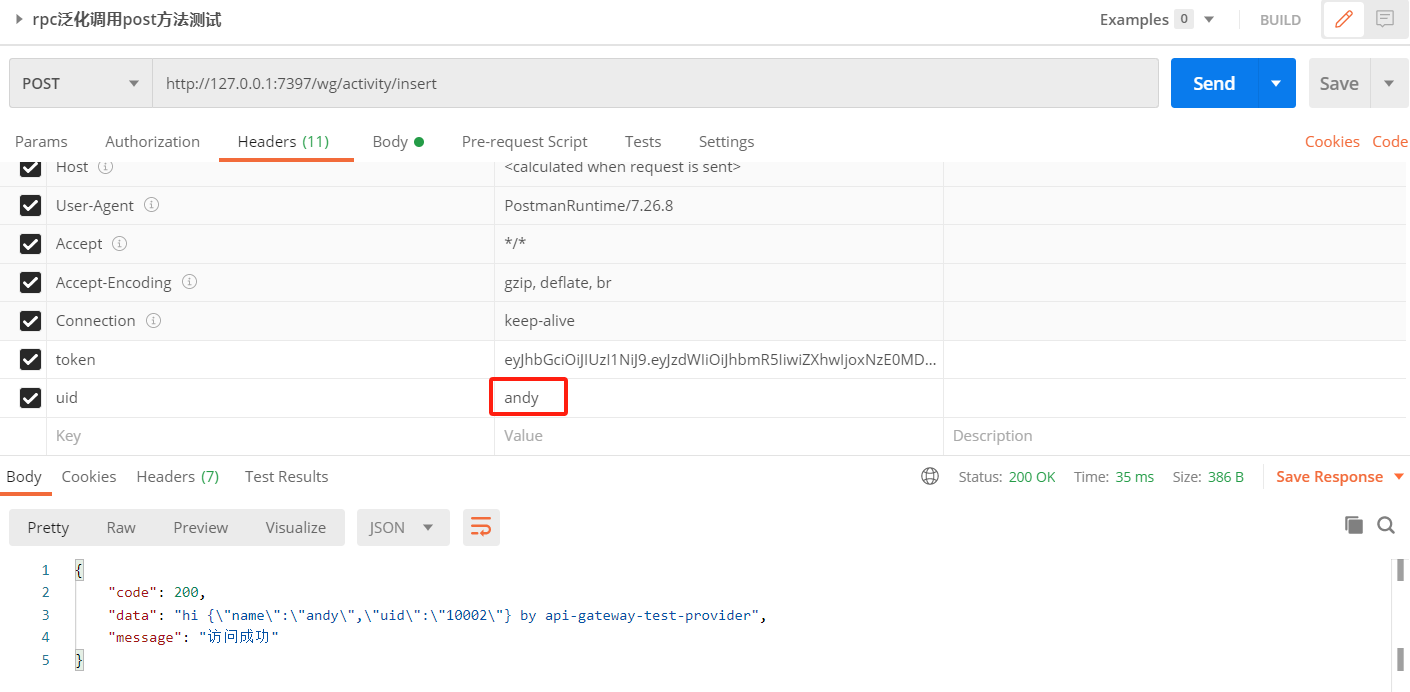 rpc泛化调用post方法测试
Examples 0
BUILD
POST
http://127.0.0.1:7397/wg/activity/insert
Send
Save
Params
Authorization
Headers (11)
Body
Pre-request Script
Tests
Settings
Cookies
Code
Host
<calculated when request is sent>
User-Agent
PostmanRuntime/7.26.8
Accept
*/*
Accept-Encoding
gzip, deflate, br
Connection
keep-alive
token
eyJhbGciOiJIUzI1NiJ9.eyJzdWIiOiJhbmR5IiwiZXhwIjoxNzE0MD...
uid
andy
Key
Value
Description
Body
Cookies
Headers (7)
Test Results
Status: 200 OK
Time: 35 ms
Size: 386 B
Save Response
Pretty
Raw
Preview
Visualize
JSON
1 {
2 "code": 200,
3 "data": "hi {\"name\":\"andy\",\"uid\":\"10002\"} by api-gateway-test-provider",
4 "message": "访问成功"
5 }